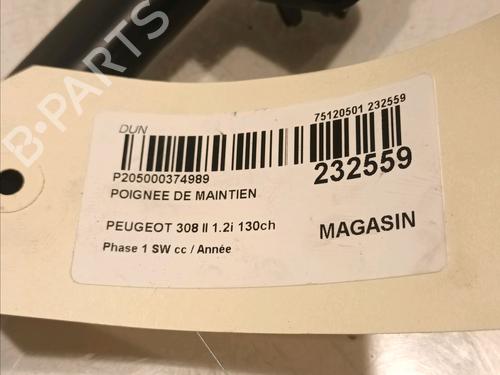 B-PARTS
DUN
75120501 232559
P205000374989
232559
POIGNEE DE MAINTIEN
PEUGEOT 308 II 1.2i 130ch
MAGASIN
Phase 1 SW cc / Année